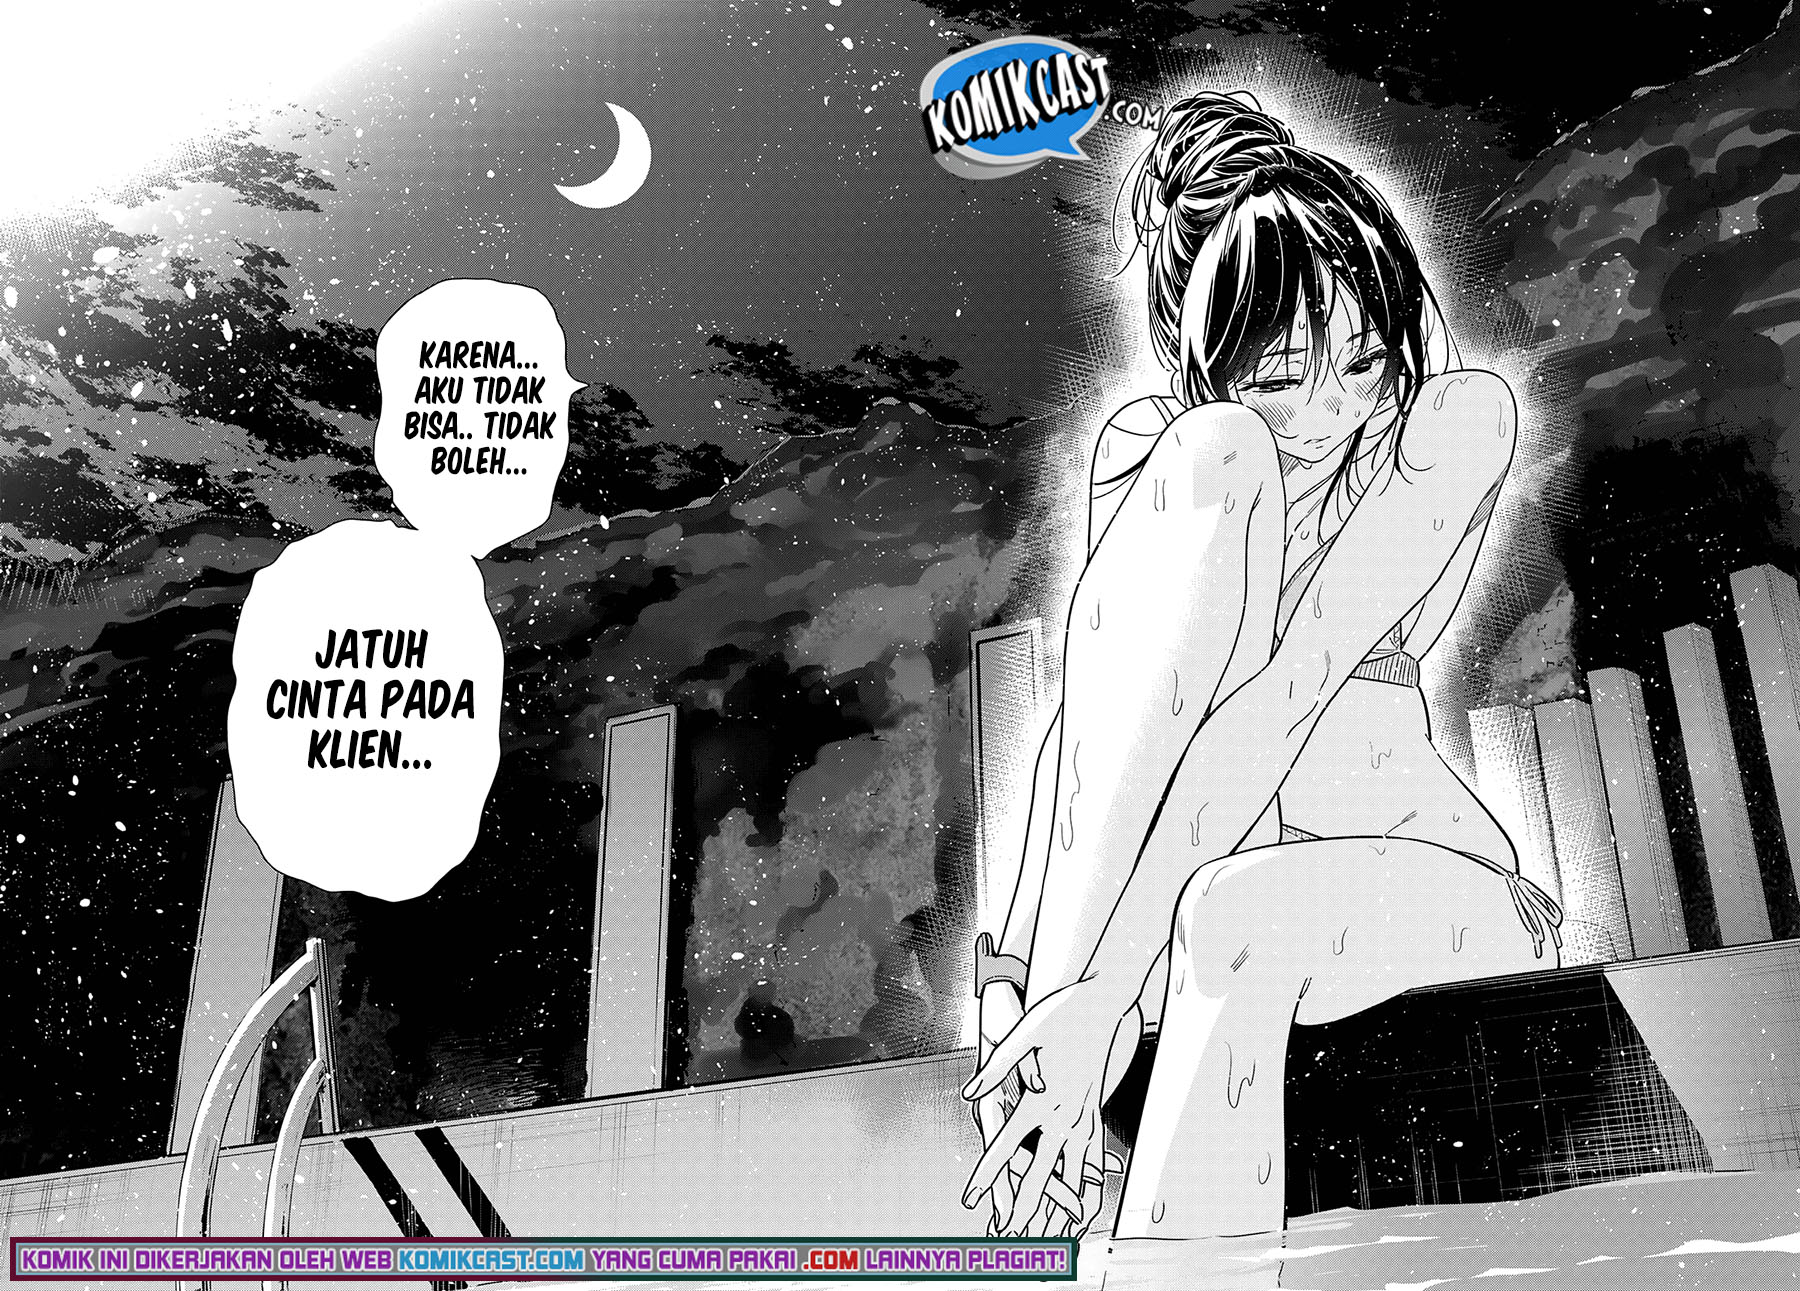 KOMIKCAST
.COM
KARENA...
AKU TIDAK
BISA.. TIDAK
BOLEH...
JATUH
CINTA PADA
KLIEN...
KOMIK INI DIKERJAKAN OLEH WEB KOMIKCAST.COM YANG CUMA PAKAI .COM LAINNYA PLAGIAT!